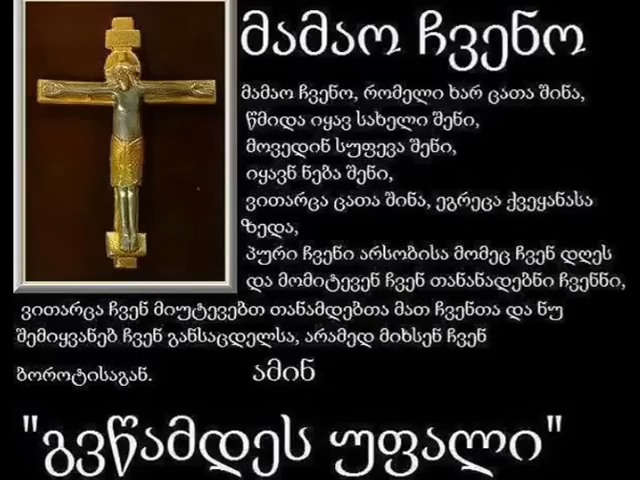 მამაო ჩვენო
მამაო ჩვენო, რომელი ხარ ცათა შინა,
წმიდა იყავ სახელი შენი,
მოვედინ სუფევა შენი,
იყავნ ნება შენი,
ვითარცა ცათა შინა, ეგრეცა ქვეყანასა
ზედა,
პური ჩვენი არსობისა მომეც ჩვენ დღეს
და მომიტევენ ჩვენ თანანადებნი ჩვენნი,
ვითარცა ჩვენ მიუტევებთ თანამდებთა მათ ჩვენთა და ნუ
შემიყვანებ ჩვენ განსაცდელსა, არამედ მიხსენ ჩვენ
ბოროტისაგან. ამინ
"გვწამდეს უფალი"